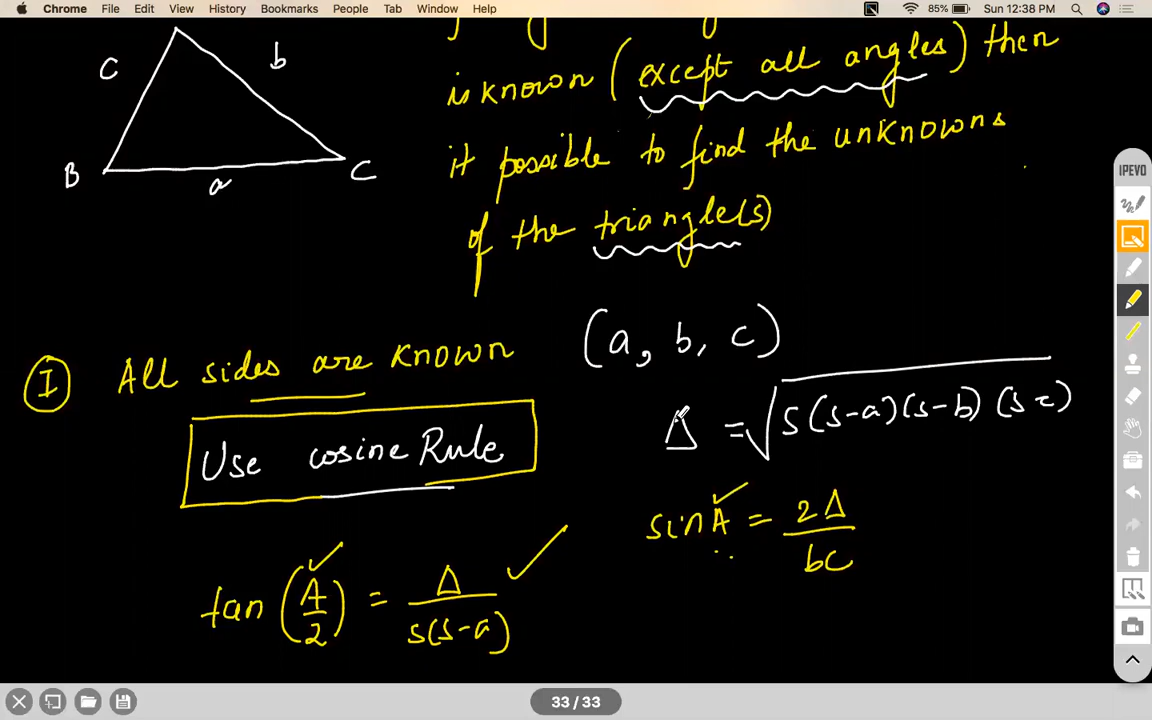 Chrome File Edit View History Bookmarks People Tab Window Help
85% Sun 12:38 PM
C b
B a C
is known (except all angles) then
it possible to find the unknowns
of the triangle(s)
(a, b, c)
I All sides are known
Δ = √s(s-a)(s-b)(s-c)
Use cosine Rule
sin A = 2Δ/bc
tan (A/2) = Δ/s(s-a)
IPEVO
33 / 33